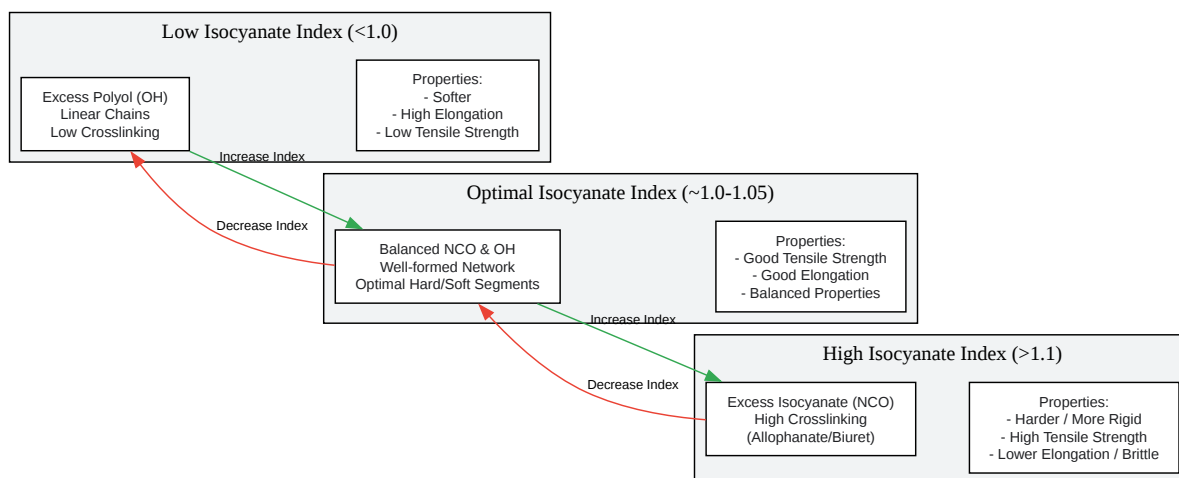 Low Isocyanate Index (<1.0)
Excess Polyol (OH)
Linear Chains
Low Crosslinking
Properties:
- Softer
- High Elongation
- Low Tensile Strength
Increase Index
Decrease Index
Optimal Isocyanate Index (~1.0-1.05)
Balanced NCO & OH
Well-formed Network
Optimal Hard/Soft Segments
Properties:
- Good Tensile Strength
- Good Elongation
- Balanced Properties
Increase Index
Decrease Index
High Isocyanate Index (>1.1)
Excess Isocyanate (NCO)
High Crosslinking
(Allophanate/Biuret)
Properties:
- Harder / More Rigid
- High Tensile Strength
- Lower Elongation / Brittle